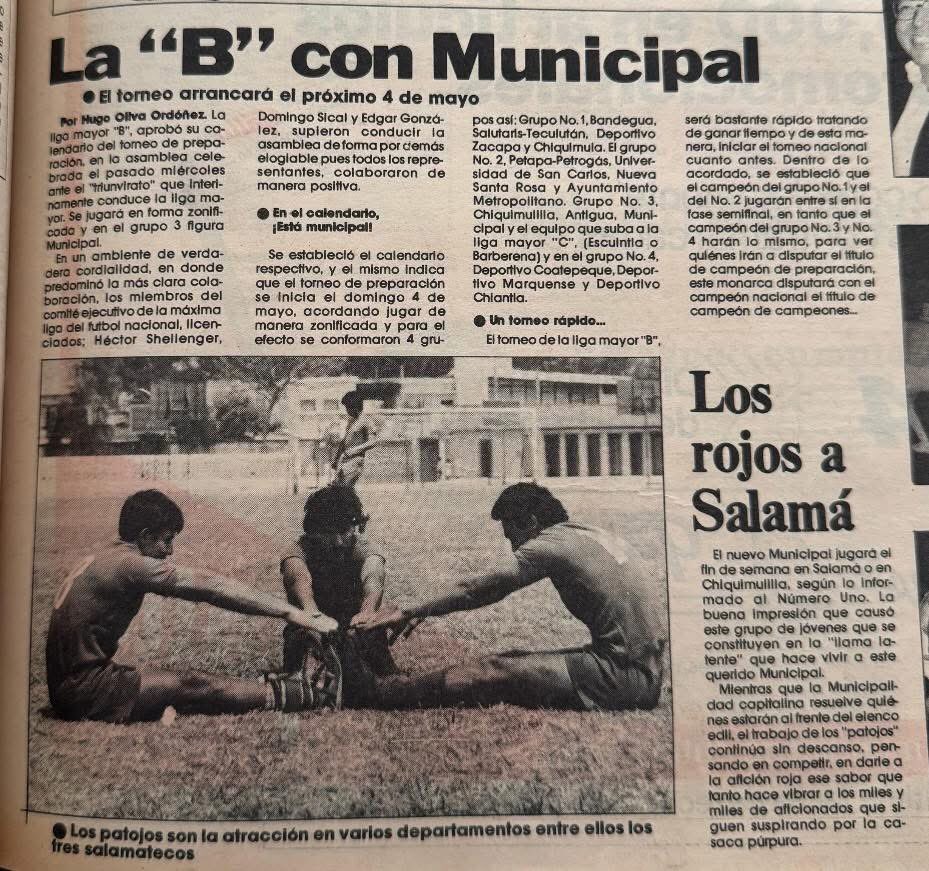 La “B” con Municipal
● El torneo arrancará el próximo 4 de mayo
Por Hugo Oliva Ordóñez. La
liga mayor "B", aprobó su ca-
lendario del torneo de prepa-
ración, en la asamblea cele-
brada el pasado miércoles
ante el "triunvirato" que interi-
namente conduce la liga ma-
yor. Se jugará en forma zonifi-
cada y en el grupo 3 figura
Municipal.
En un ambiente de verda-
dera cordialidad, en donde
predominó la más clara cola-
boración, los miembros del
comité ejecutivo de la máxima
liga del futbol nacional, licen-
ciados; Héctor Shellenger,
Domingo Sical y Edgar Gonzá-
lez, supieron conducir la
asamblea de forma por demás
elogiable pues todos los repre-
sentantes, colaboraron de
manera positiva.
● En el calendario,
¡Está municipal!
Se estableció el calendario
respectivo, y el mismo indica
que el torneo de preparación
se inicia el domingo 4 de
mayo, acordando jugar de
manera zonificada y para el
efecto se conformaron 4 gru-
pos así: Grupo No. 1, Bandegua,
Salutaris-Teculután, Deportivo
Zacapa y Chiquimula. El grupo
No. 2, Petapa-Petrogás, Univer-
sidad de San Carlos, Nueva
Santa Rosa y Ayuntamiento
Metropolitano. Grupo No. 3,
Chiquimulilla, Antigua, Muni-
cipal y el equipo que suba a la
liga mayor "C", (Escuintla o
Barberena) y en el grupo No. 4,
Deportivo Coatepeque, Depor-
tivo Marquense y Deportivo
Chiantla.
● Un torneo rápido...
El torneo de la liga mayor "B",
será bastante rápido tratando
de ganar tiempo y de esta ma-
nera, iniciar el torneo nacional
cuanto antes. Dentro de lo
acordado, se estableció que
el campeón del grupo No. 1 y el
del No. 2 jugarán entre sí en la
fase semifinal, en tanto que el
campeón del grupo No. 3 y No.
4 harán lo mismo, para ver
quiénes irán a disputar el título
de campeón de preparación,
este monarca disputará con el
campeón nacional el título de
campeón de campeones...
Los
rojos a
Salamá
El nuevo Municipal jugará el
fin de semana en Salamá o en
Chiquimulilla, según lo infor-
mado al Número Uno. La
buena impresión que causó
este grupo de jóvenes que se
constituyen en la "llama la-
tente" que hace vivir a este
querido Municipal.
Mientras que la Municipali-
dad capitalina resuelve quié-
nes estarán al frente del elenco
edil, el trabajo de los "patojos"
continúa sin descanso, pen-
sando en competir, en darle a
la afición roja ese sabor que
tanto hace vibrar a los miles y
miles de aficionados que si-
guen suspirando por la ca-
saca púrpura.
● Los patojos son la atracción en varios departamentos entre ellos los
tres salamatecos